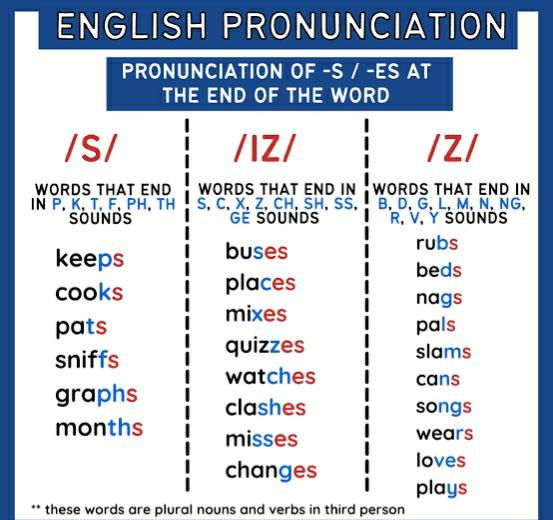 ENGLISH PRONUNCIATION
PRONUNCIATION OF -S / -ES AT
THE END OF THE WORD
/S/
WORDS THAT END
IN P, K, T, F, PH, TH
SOUNDS
keeps
cooks
pats
sniffs
graphs
months
/IZ/
WORDS THAT END IN
S, C, X, Z, CH, SH, SS,
GE SOUNDS
buses
places
mixes
quizzes
watches
clashes
misses
changes
/Z/
WORDS THAT END IN
B, D, G, L, M, N, NG,
R, V, Y SOUNDS
rubs
beds
nags
pals
slams
cans
songs
wears
loves
plays
** these words are plural nouns and verbs in third person